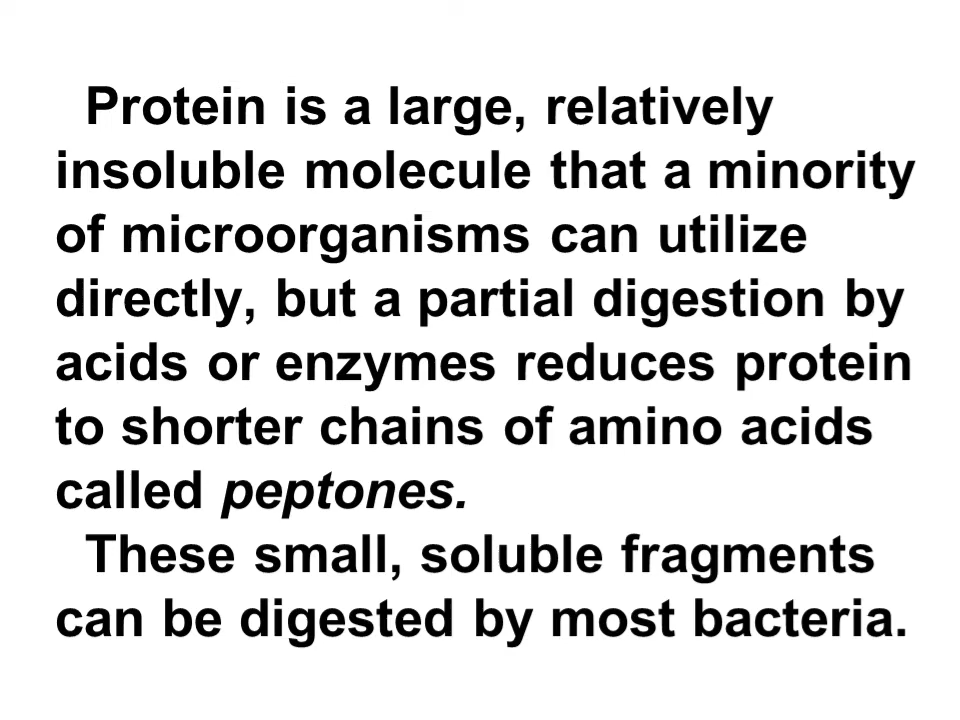 Protein is a large, relatively
insoluble molecule that a minority
of microorganisms can utilize
directly, but a partial digestion by
acids or enzymes reduces protein
to shorter chains of amino acids
called peptones.
These small, soluble fragments
can be digested by most bacteria.